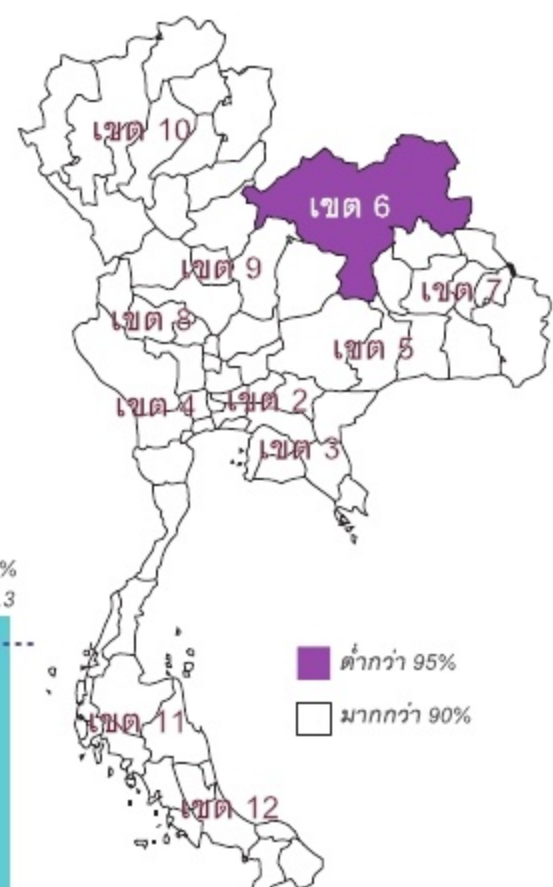 เขต 10
เขต 6
เขต 9
เขต 7
เขต 8
เขต 5
เขต 4
เขต 2
เขต 3
%
.3
ต่ำกว่า 95%
มากกว่า 90%
เขต 11
เขต 12